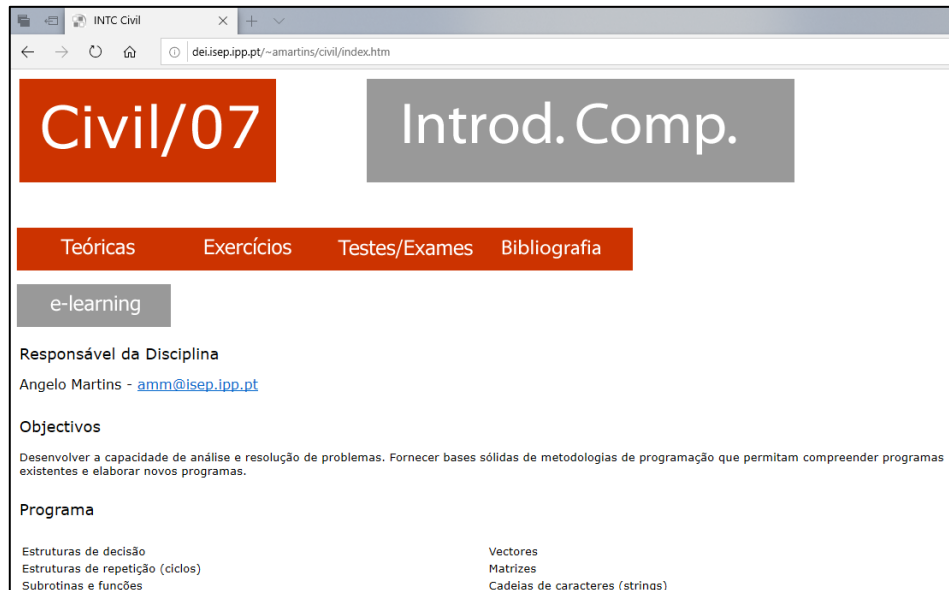 INTC Civil
dei.isep.ipp.pt/~amartins/civil/index.htm
Civil/07
Introd. Comp.
Teóricas Exercícios Testes/Exames Bibliografia
e-learning
Responsável da Disciplina
Angelo Martins - amm@isep.ipp.pt
Objectivos
Desenvolver a capacidade de análise e resolução de problemas. Fornecer bases sólidas de metodologias de programação que permitam compreender programas
existentes e elaborar novos programas.
Programa
Estruturas de decisão
Vectores
Estruturas de repetição (ciclos)
Matrizes
Subrotinas e funções
Cadeias de caracteres (strings)